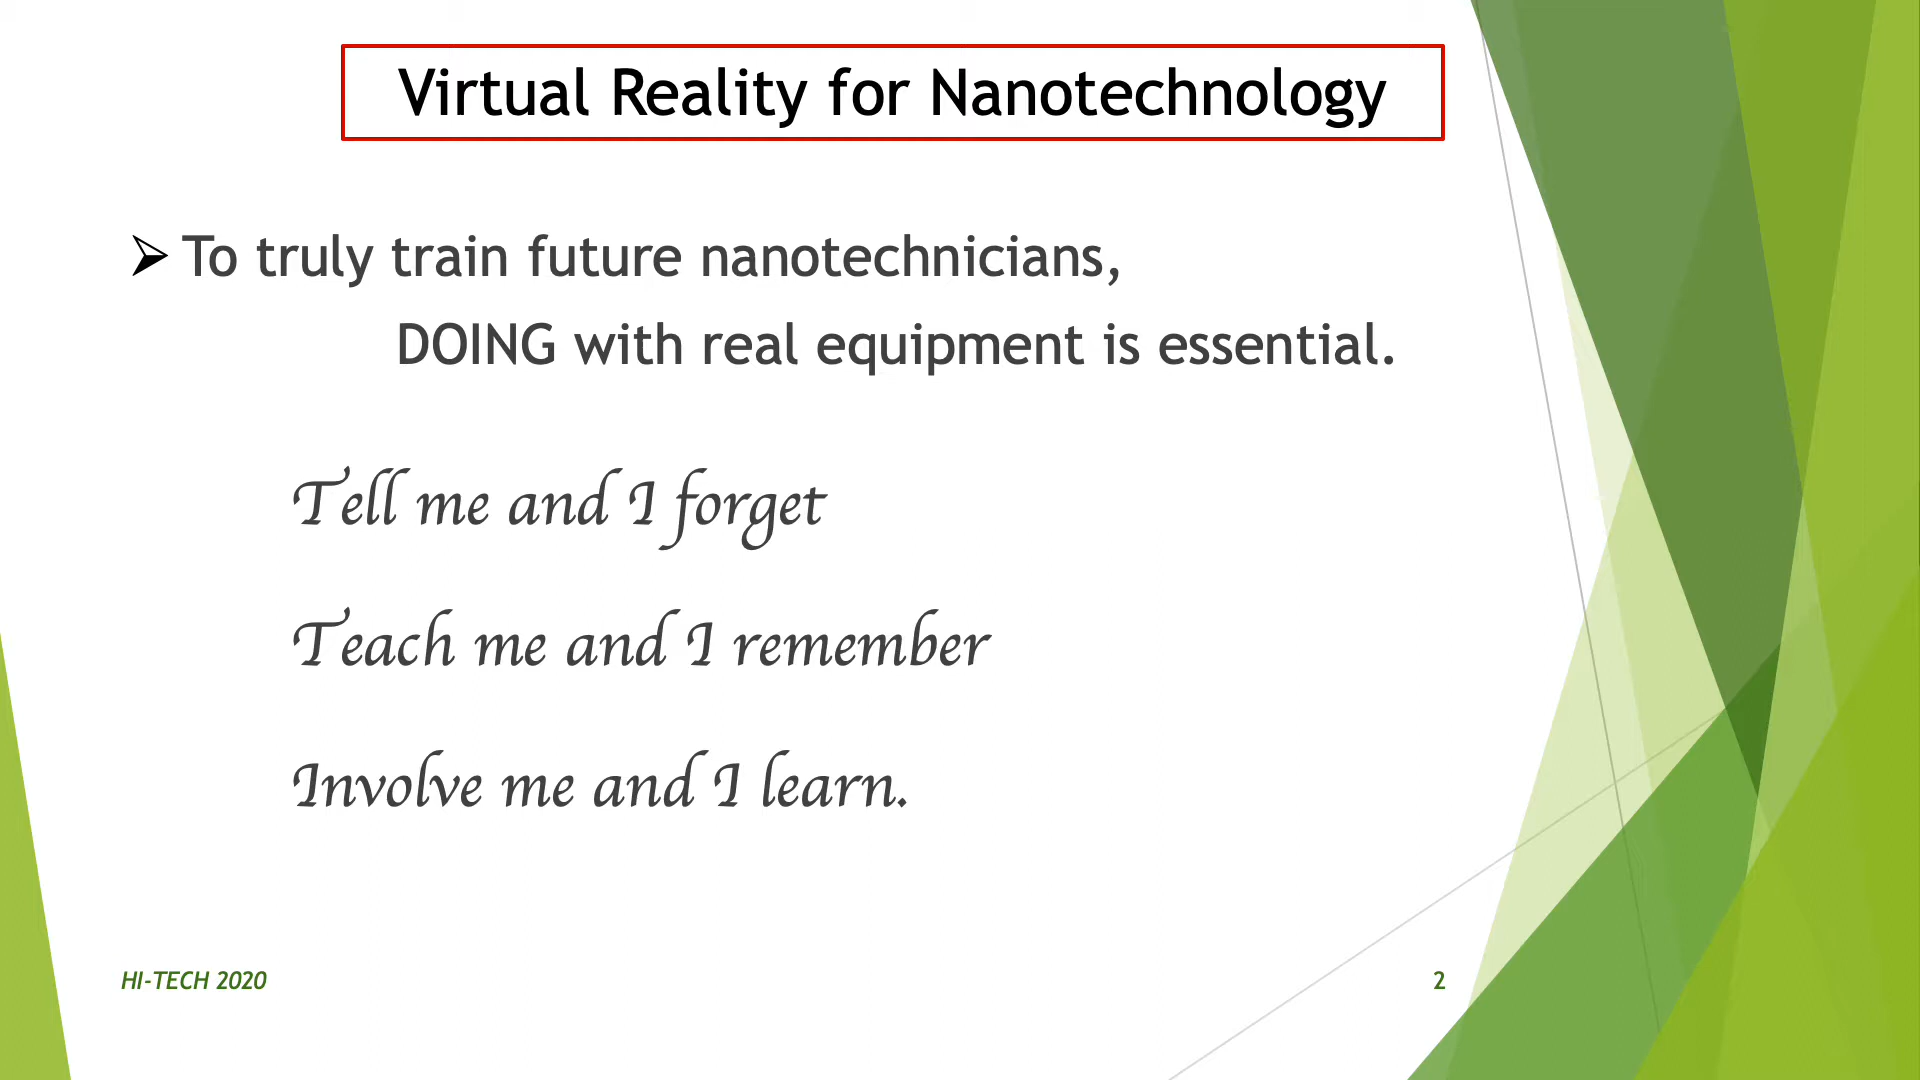 Virtual Reality for Nanotechnology
To truly train future nanotechnicians,
DOING with real equipment is essential.
Tell me and I forget
Teach me and I remember
Involve me and I learn.
HI-TECH 2020
2